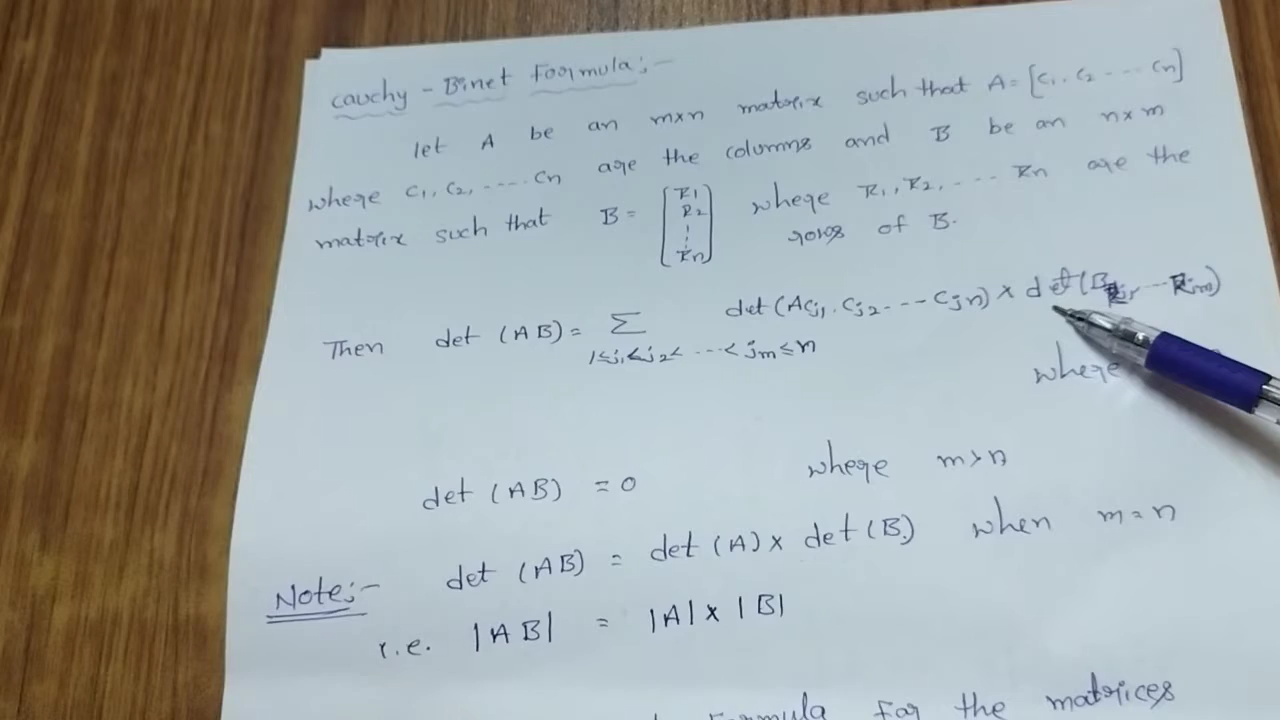 Cauchy - Binet Formula:-
let A be an m×n matrix such that A = [C1, C2 ---- Cn]
where C1, C2, ----- Cn are the columns and B be an n×m
matrix such that B = [R1 R2 ⋮ Rn] where R1, R2, ---- Rn are the
rows of B.
Then det (AB) = Σ det (ACj1, Cj2 ---- Cjn) × det (B ---- Rjm)
1≤j1<j2< ---< jm≤n
where
det (AB) = 0 where m>n
Note:- det (AB) = det (A) × det (B) when m=n
i.e. |AB| = |A| × |B|
Formula for the matrices